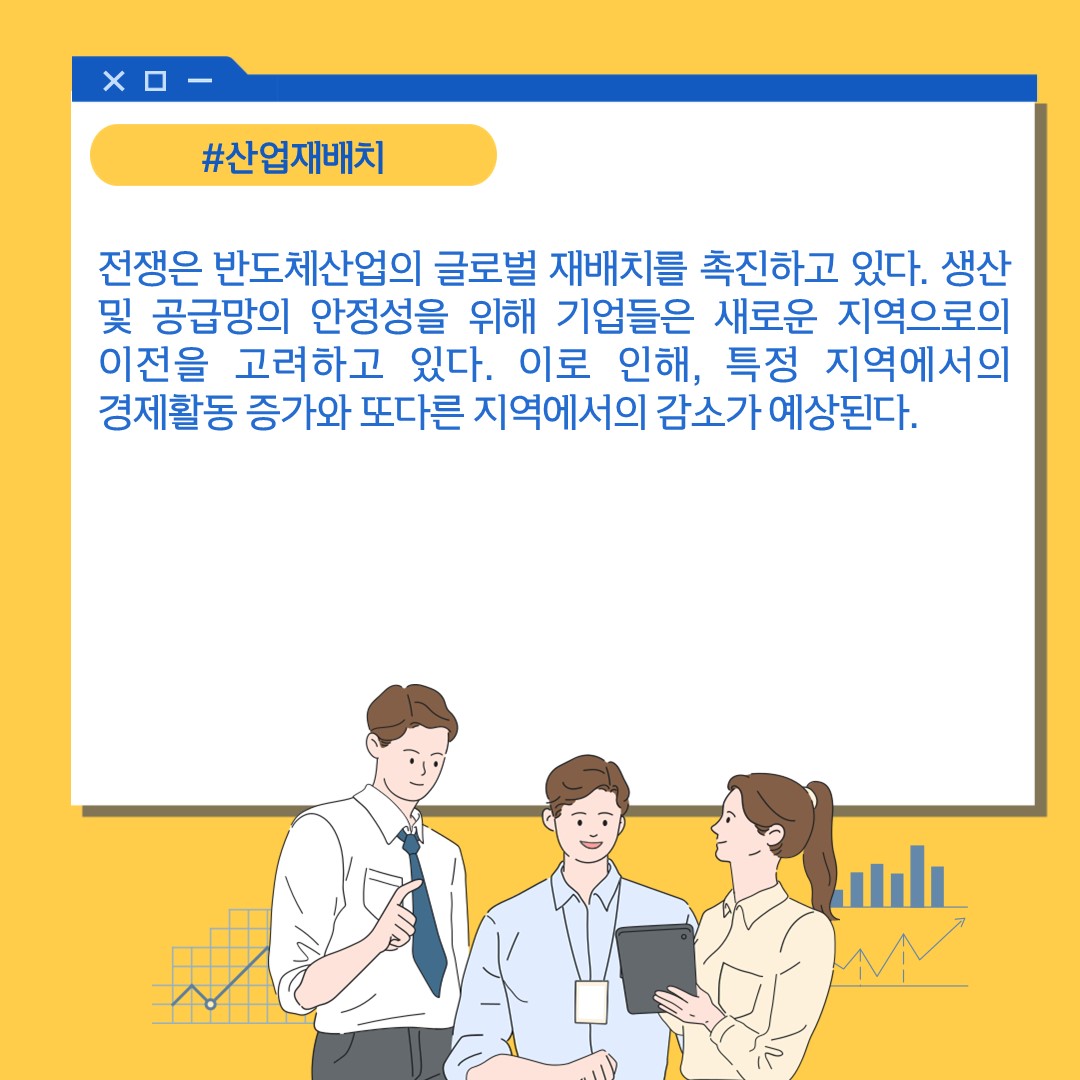 #산업재배치
전쟁은 반도체산업의 글로벌 재배치를 촉진하고 있다. 생산
및 공급망의 안정성을 위해 기업들은 새로운 지역으로의
이전을 고려하고 있다. 이로 인해, 특정 지역에서의
경제활동 증가와 또다른 지역에서의 감소가 예상된다.